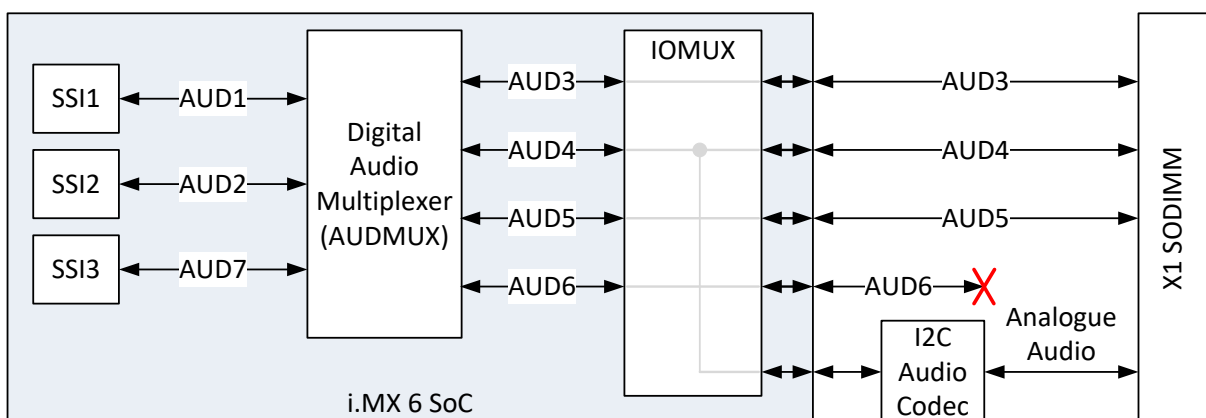 SSI1
AUD1
SSI2
AUD2
SSI3
AUD7
Digital
Audio
Multiplexer
(AUDMUX)
AUD3
AUD4
AUD5
AUD6
IOMUX
AUD3
AUD4
AUD5
AUD6
I2C
Audio
Codec
Analogue
Audio
X1 SODIMM
i.MX 6 SoC